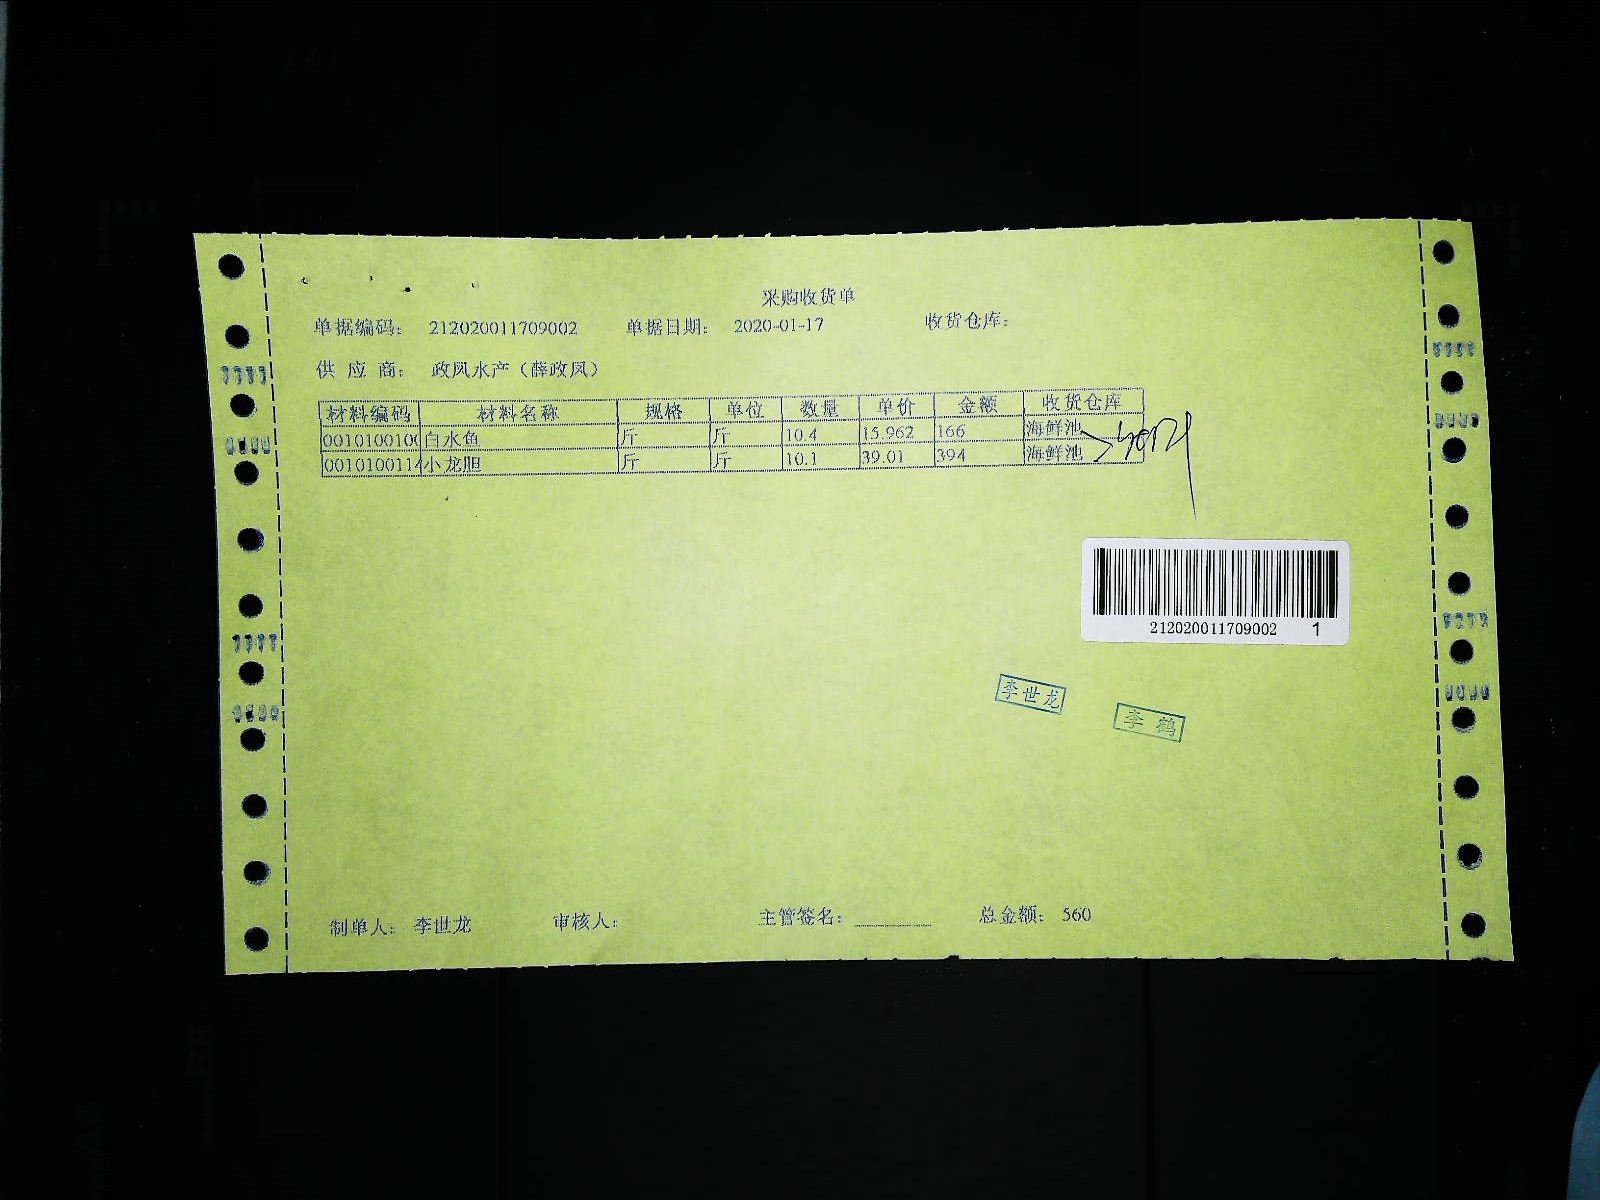 采购收货单
单据编码： 212020011709002 单据日期： 2020-01-17 收货仓库：
供 应 商： 政凤水产（薛政凤）
材料编码 材料名称 规格 单位 数量 单价 金额 收货仓库
0010100100 白水鱼 斤 斤 10.4 15.962 166 海鲜池
0010100114 小龙胆 斤 斤 10.1 39.01 394 海鲜池
212020011709002 1
李世龙
李鹤
制单人： 李世龙 审核人： 主管签名： 总金额： 560